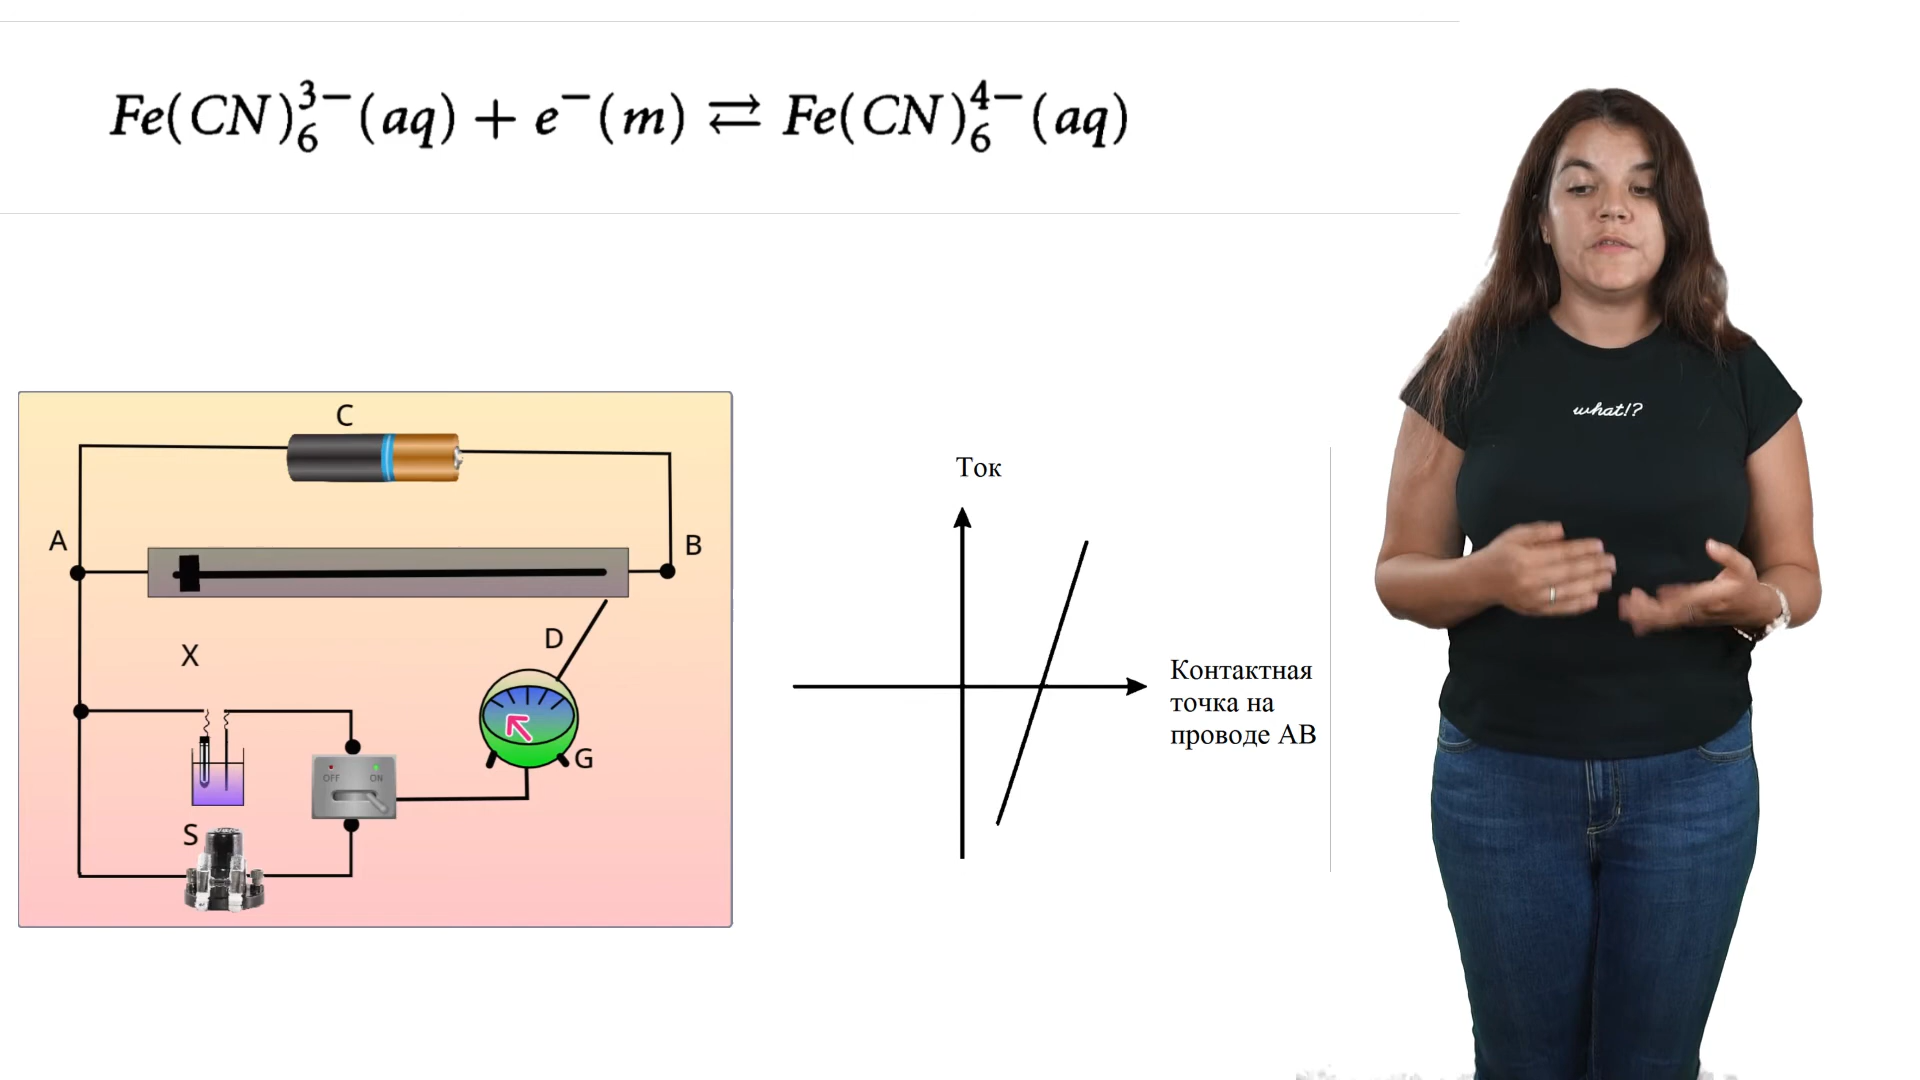 Fe(CN)₆³⁻(aq) + e⁻(m) ⇄ Fe(CN)₆⁴⁻(aq)
C
A
B
D
X
G
OFF ON
S
Ток
Контактная
точка на
проводе AB
what!?